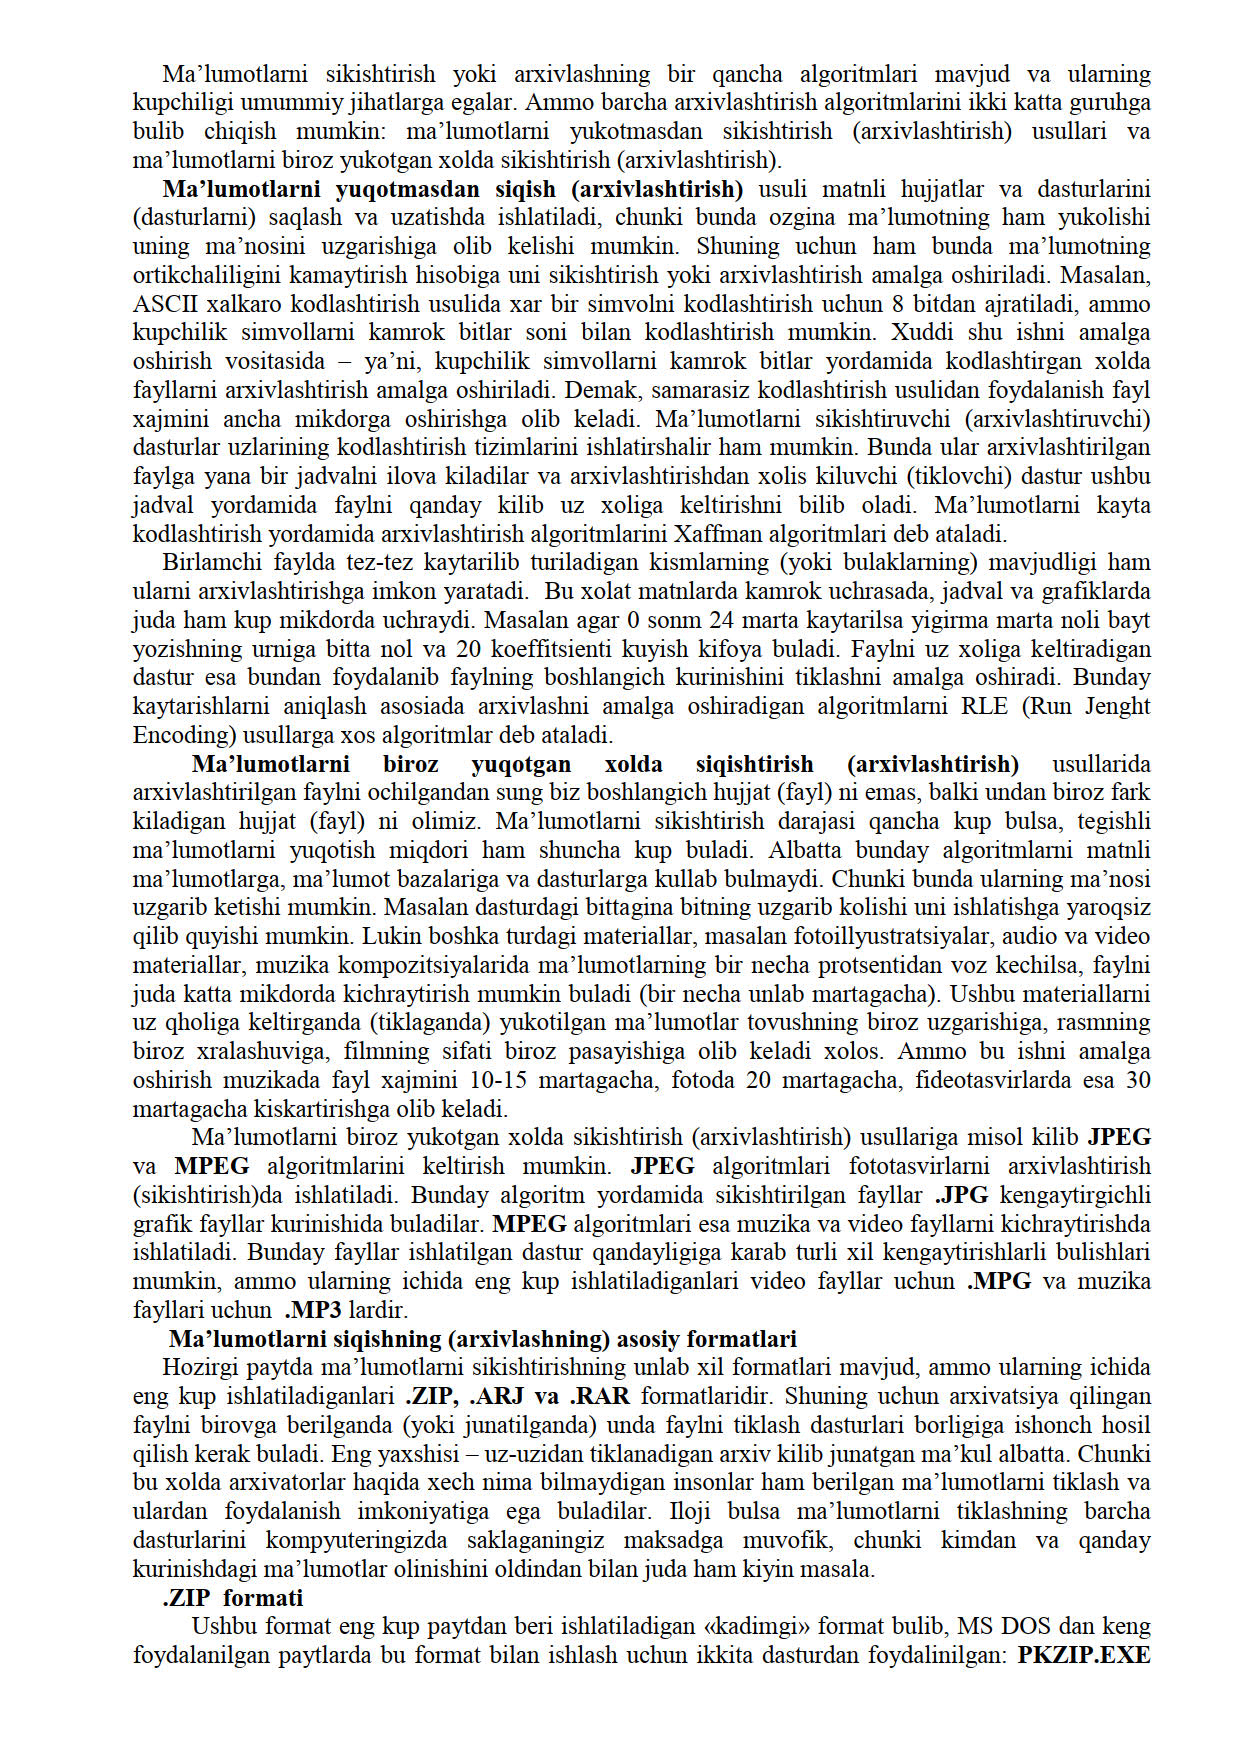 Ma’lumotlarni sikishtirish yoki arxivlashning bir qancha algoritmlari mavjud va ularning
kupchiligi umummiy jihatlarga egalar. Ammo barcha arxivlashtirish algoritmlarini ikki katta guruhga
bulib chiqish mumkin: ma’lumotlarni yukotmasdan sikishtirish (arxivlashtirish) usullari va
ma’lumotlarni biroz yukotgan xolda sikishtirish (arxivlashtirish).
Ma’lumotlarni yuqotmasdan siqish (arxivlashtirish) usuli matnli hujjatlar va dasturlarini
(dasturlarni) saqlash va uzatishda ishlatiladi, chunki bunda ozgina ma’lumotning ham yukolishi
uning ma’nosini uzgarishiga olib kelishi mumkin. Shuning uchun ham bunda ma’lumotning
ortikchaliligini kamaytirish hisobiga uni sikishtirish yoki arxivlashtirish amalga oshiriladi. Masalan,
ASCII xalkaro kodlashtirish usulida xar bir simvolni kodlashtirish uchun 8 bitdan ajratiladi, ammo
kupchilik simvollarni kamrok bitlar soni bilan kodlashtirish mumkin. Xuddi shu ishni amalga
oshirish vositasida – ya’ni, kupchilik simvollarni kamrok bitlar yordamida kodlashtirgan xolda
fayllarni arxivlashtirish amalga oshiriladi. Demak, samarasiz kodlashtirish usulidan foydalanish fayl
xajmini ancha mikdorga oshirishga olib keladi. Ma’lumotlarni sikishtiruvchi (arxivlashtiruvchi)
dasturlar uzlarining kodlashtirish tizimlarini ishlatirshalir ham mumkin. Bunda ular arxivlashtirilgan
faylga yana bir jadvalni ilova kiladilar va arxivlashtirishdan xolis kiluvchi (tiklovchi) dastur ushbu
jadval yordamida faylni qanday kilib uz xoliga keltirishni bilib oladi. Ma’lumotlarni kayta
kodlashtirish yordamida arxivlashtirish algoritmlarini Xaffman algoritmlari deb ataladi.
Birlamchi faylda tez-tez kaytarilib turiladigan kismlarning (yoki bulaklarning) mavjudligi ham
ularni arxivlashtirishga imkon yaratadi.  Bu xolat matnlarda kamrok uchrasada, jadval va grafiklarda
juda ham kup mikdorda uchraydi. Masalan agar 0 sonm 24 marta kaytarilsa yigirma marta noli bayt
yozishning urniga bitta nol va 20 koeffitsienti kuyish kifoya buladi. Faylni uz xoliga keltiradigan
dastur esa bundan foydalanib faylning boshlangich kurinishini tiklashni amalga oshiradi. Bunday
kaytarishlarni aniqlash asosiada arxivlashni amalga oshiradigan algoritmlarni RLE (Run Jenght
Encoding) usullarga xos algoritmlar deb ataladi.
Ma’lumotlarni biroz yuqotgan xolda siqishtirish (arxivlashtirish) usullarida
arxivlashtirilgan faylni ochilgandan sung biz boshlangich hujjat (fayl) ni emas, balki undan biroz fark
kiladigan hujjat (fayl) ni olimiz. Ma’lumotlarni sikishtirish darajasi qancha kup bulsa, tegishli
ma’lumotlarni yuqotish miqdori ham shuncha kup buladi. Albatta bunday algoritmlarni matnli
ma’lumotlarga, ma’lumot bazalariga va dasturlarga kullab bulmaydi. Chunki bunda ularning ma’nosi
uzgarib ketishi mumkin. Masalan dasturdagi bittagina bitning uzgarib kolishi uni ishlatishga yaroqsiz
qilib quyishi mumkin. Lukin boshka turdagi materiallar, masalan fotoillyustratsiyalar, audio va video
materiallar, muzika kompozitsiyalarida ma’lumotlarning bir necha protsentidan voz kechilsa, faylni
juda katta mikdorda kichraytirish mumkin buladi (bir necha unlab martagacha). Ushbu materiallarni
uz qholiga keltirganda (tiklaganda) yukotilgan ma’lumotlar tovushning biroz uzgarishiga, rasmning
biroz xralashuviga, filmning sifati biroz pasayishiga olib keladi xolos. Ammo bu ishni amalga
oshirish muzikada fayl xajmini 10-15 martagacha, fotoda 20 martagacha, fideotasvirlarda esa 30
martagacha kiskartirishga olib keladi.
Ma’lumotlarni biroz yukotgan xolda sikishtirish (arxivlashtirish) usullariga misol kilib JPEG
va MPEG algoritmlarini keltirish mumkin. JPEG algoritmlari fototasvirlarni arxivlashtirish
(sikishtirish)da ishlatiladi. Bunday algoritm yordamida sikishtirilgan fayllar .JPG kengaytirgichli
grafik fayllar kurinishida buladilar. MPEG algoritmlari esa muzika va video fayllarni kichraytirishda
ishlatiladi. Bunday fayllar ishlatilgan dastur qandayligiga karab turli xil kengaytirishlarli bulishlari
mumkin, ammo ularning ichida eng kup ishlatiladiganlari video fayllar uchun .MPG va muzika
fayllari uchun  .MP3 lardir.
Ma’lumotlarni siqishning (arxivlashning) asosiy formatlari
Hozirgi paytda ma’lumotlarni sikishtirishning unlab xil formatlari mavjud, ammo ularning ichida
eng kup ishlatiladiganlari .ZIP, .ARJ va .RAR formatlaridir. Shuning uchun arxivatsiya qilingan
faylni birovga berilganda (yoki junatilganda) unda faylni tiklash dasturlari borligiga ishonch hosil
qilish kerak buladi. Eng yaxshisi – uz-uzidan tiklanadigan arxiv kilib junatgan ma’kul albatta. Chunki
bu xolda arxivatorlar haqida xech nima bilmaydigan insonlar ham berilgan ma’lumotlarni tiklash va
ulardan foydalanish imkoniyatiga ega buladilar. Iloji bulsa ma’lumotlarni tiklashning barcha
dasturlarini kompyuteringizda saklaganingiz maksadga muvofik, chunki kimdan va qanday
kurinishdagi ma’lumotlar olinishini oldindan bilan juda ham kiyin masala.
.ZIP  formati
Ushbu format eng kup paytdan beri ishlatiladigan «kadimgi» format bulib, MS DOS dan keng
foydalanilgan paytlarda bu format bilan ishlash uchun ikkita dasturdan foydalinilgan: PKZIP.EXE